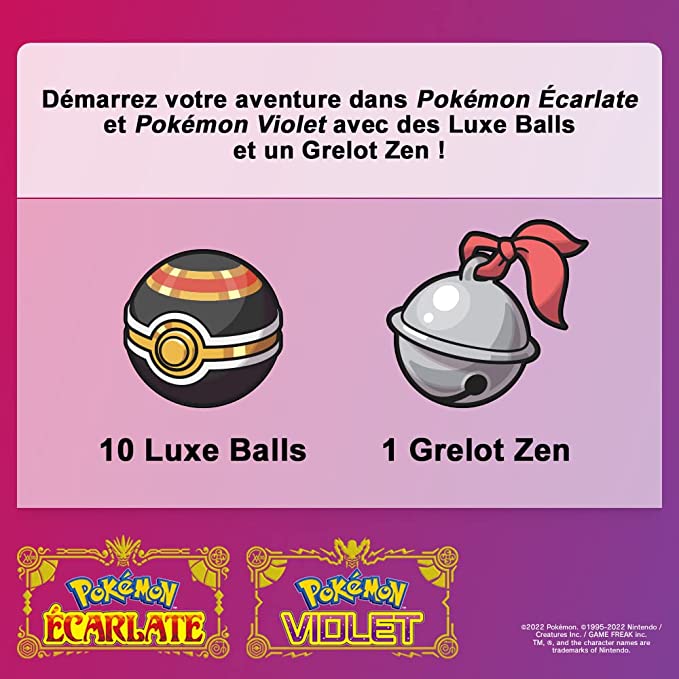 Démarrez votre aventure dans Pokémon Écarlate
et Pokémon Violet avec des Luxe Balls
et un Grelot Zen !
10 Luxe Balls
1 Grelot Zen
POKéMON
ÉCARLATE
POKéMON
VIOLET
©2022 Pokémon. ©1995-2022 Nintendo /
Creatures Inc. / GAME FREAK inc.
TM, ®, and the character names are
trademarks of Nintendo.